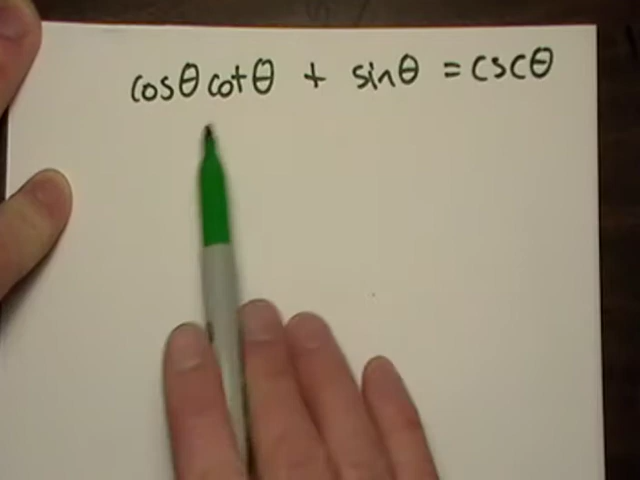 cosθ cotθ + sinθ = cscθ